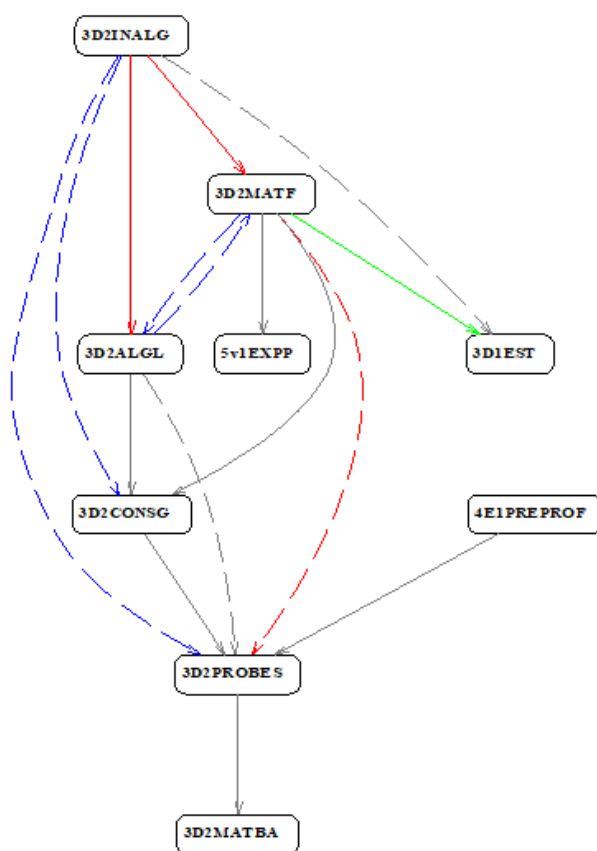 3D2INALG
3D2MATF
3D2ALGL
5v1EXPP
3D1EST
3D2CONSG
4E1PREPROF
3D2PROBES
3D2MATBA